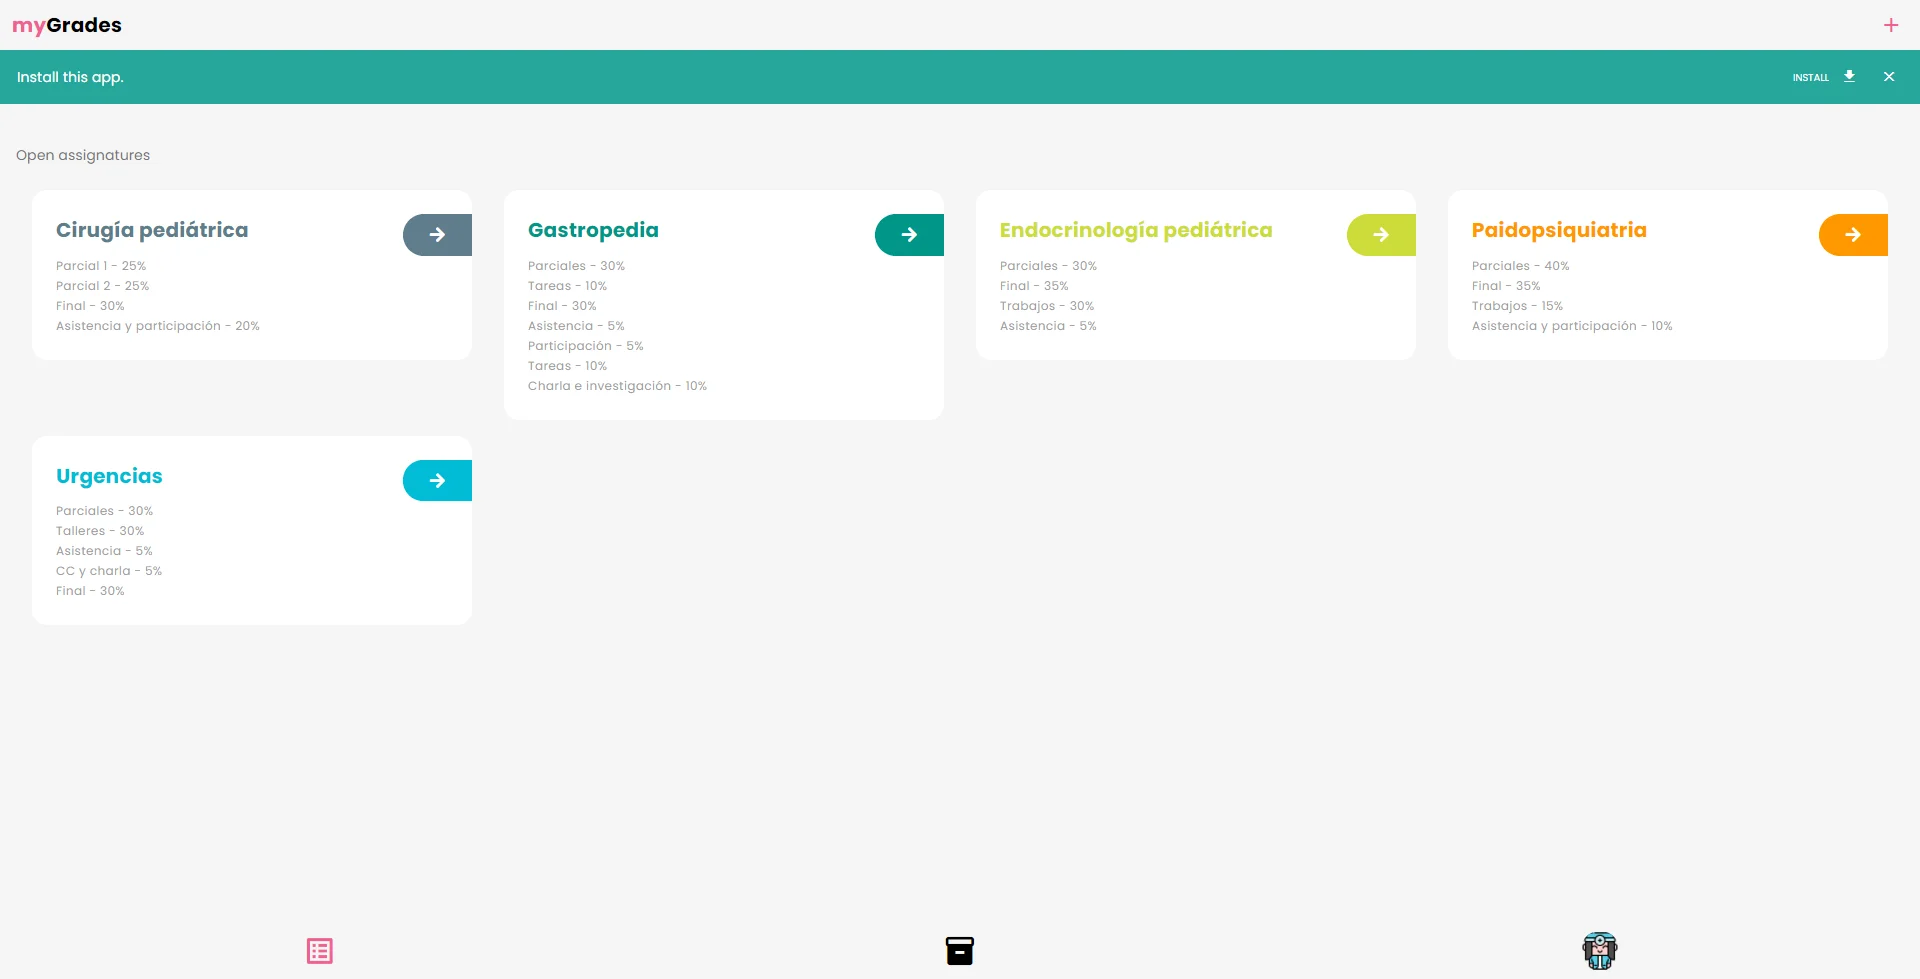 myGrades
Install this app.
INSTALL
Open assignatures
Cirugía pediátrica
Parcial 1 - 25%
Parcial 2 - 25%
Final - 30%
Asistencia y participación - 20%
Gastropedia
Parciales - 30%
Tareas - 10%
Final - 30%
Asistencia - 5%
Participación - 5%
Tareas - 10%
Charla e investigación - 10%
Endocrinología pediátrica
Parciales - 30%
Final - 35%
Trabajos - 30%
Asistencia - 5%
Paidopsiquiatria
Parciales - 40%
Final - 35%
Trabajos - 15%
Asistencia y participación - 10%
Urgencias
Parciales - 30%
Talleres - 30%
Asistencia - 5%
CC y charla - 5%
Final - 30%